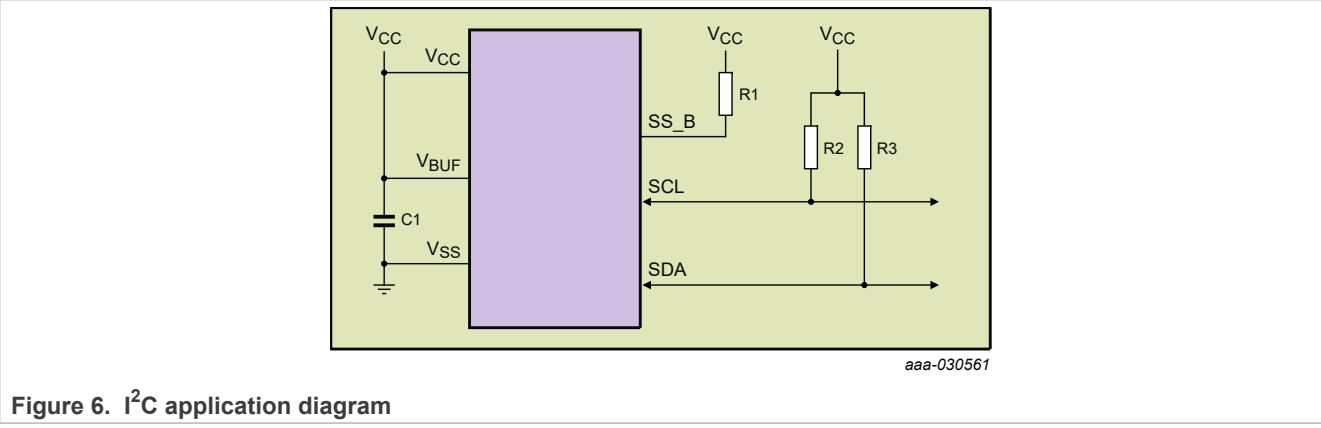 VCC
VCC
VCC
VCC
R1
SS_B
R2
R3
VBUF
SCL
C1
VSS
SDA
aaa-030561
Figure 6. I²C application diagram